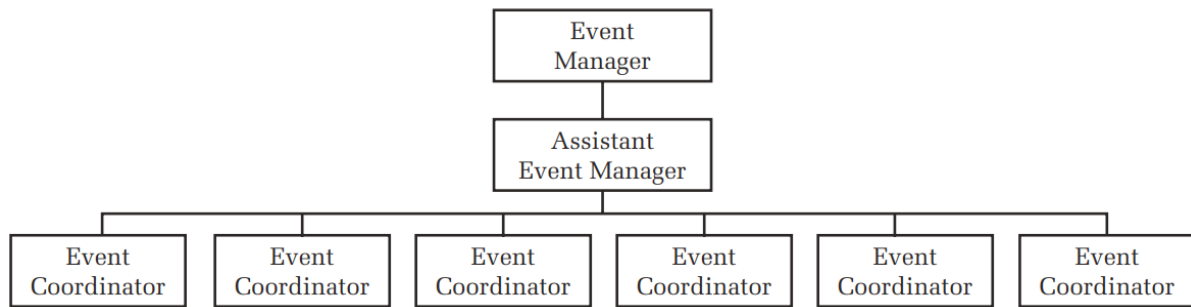 Event
Manager
Assistant
Event Manager
Event
Coordinator
Event
Coordinator
Event
Coordinator
Event
Coordinator
Event
Coordinator
Event
Coordinator